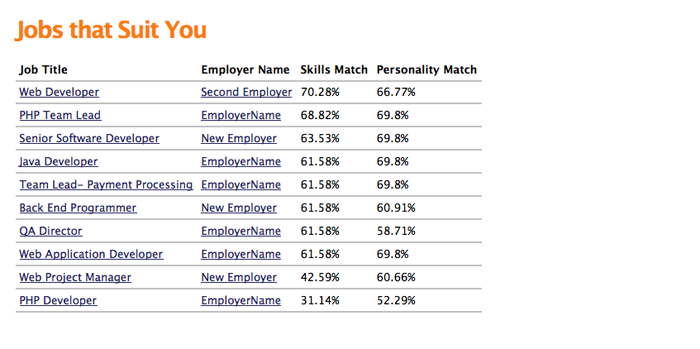 Jobs that Suit You
Job Title Employer Name Skills Match Personality Match
Web Developer Second Employer 70.28% 66.77%
PHP Team Lead EmployerName 68.82% 69.8%
Senior Software Developer New Employer 63.53% 69.8%
Java Developer EmployerName 61.58% 69.8%
Team Lead- Payment Processing EmployerName 61.58% 69.8%
Back End Programmer New Employer 61.58% 60.91%
QA Director EmployerName 61.58% 58.71%
Web Application Developer EmployerName 61.58% 69.8%
Web Project Manager New Employer 42.59% 60.66%
PHP Developer EmployerName 31.14% 52.29%